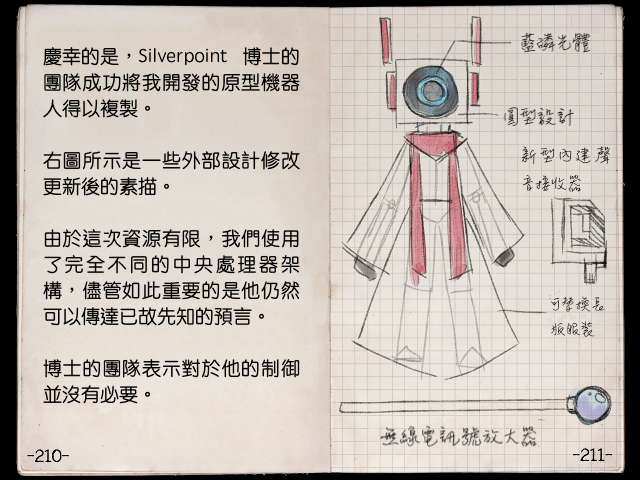 慶幸的是，Silverpoint 博士的
團隊成功將我開發的原型機器
人得以複製。
右圖所示是一些外部設計修改
更新後的素描。
由於這次資源有限，我們使用
了完全不同的中央處理器架
構，儘管如此重要的是他仍然
可以傳達已故先知的預言。
博士的團隊表示對於他的制御
並沒有必要。
-210-
藍磷光體
圓型設計
新型內建聲
音接收器
可替換長
版服裝
無線電訊號放大器
-211-